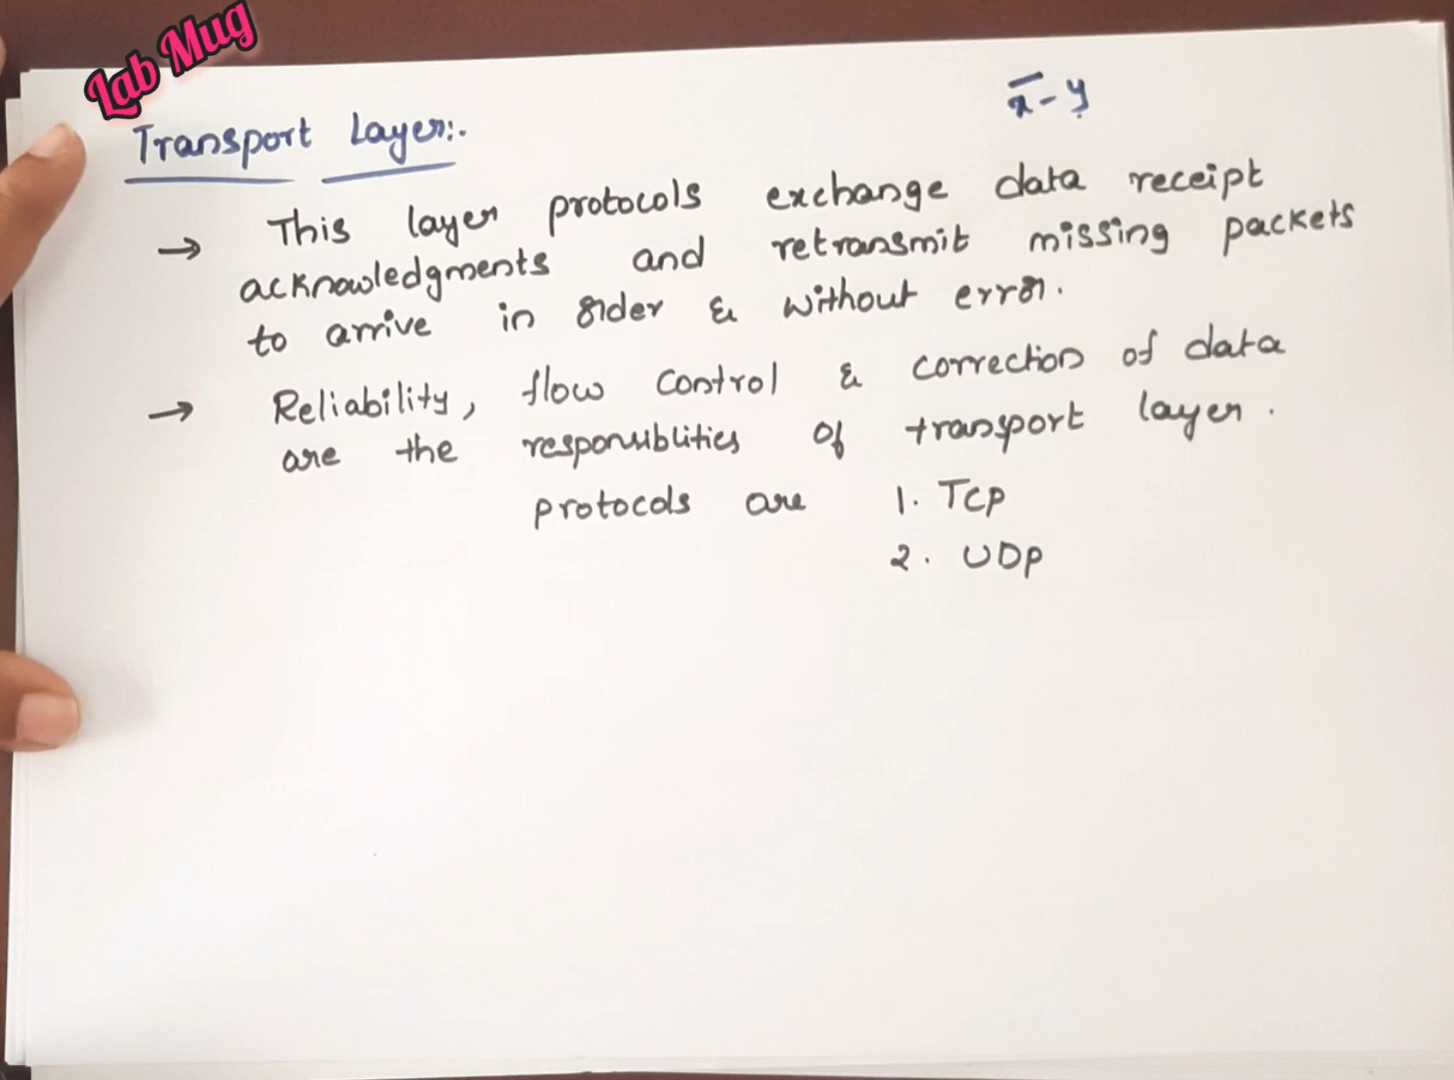 Lab Mug
x̄ - y
Transport Layer:.
→ This layer protocols exchange data receipt
acknowledgments and retransmit missing packets
to arrive in order & without error.
→ Reliability, flow control & correction of data
are the responsiblities of transport layer.
protocols are 1. TCP
2. UDP